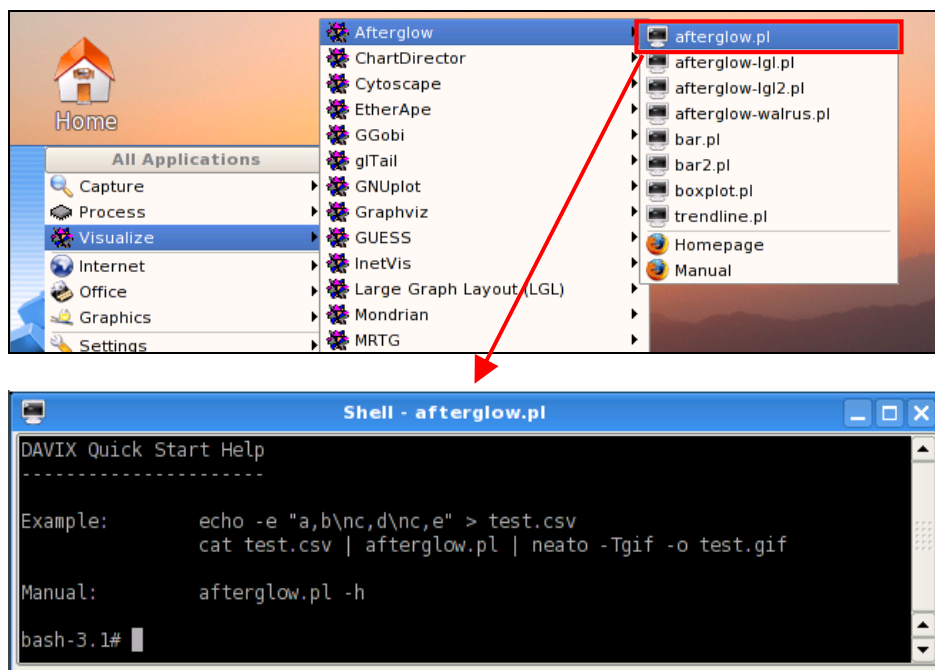 Home
All Applications
Capture
Process
Visualize
Internet
Office
Graphics
Settings
Afterglow
ChartDirector
Cytoscape
EtherApe
GGobi
glTail
GNUplot
Graphviz
GUESS
InetVis
Large Graph Layout (LGL)
Mondrian
MRTG
afterglow.pl
afterglow-lgl.pl
afterglow-lgl2.pl
afterglow-walrus.pl
bar.pl
bar2.pl
boxplot.pl
trendline.pl
Homepage
Manual
Shell - afterglow.pl
DAVIX Quick Start Help
----------------------
Example: echo -e "a,b\nc,d\nc,e" > test.csv
cat test.csv | afterglow.pl | neato -Tgif -o test.gif
Manual: afterglow.pl -h
bash-3.1#